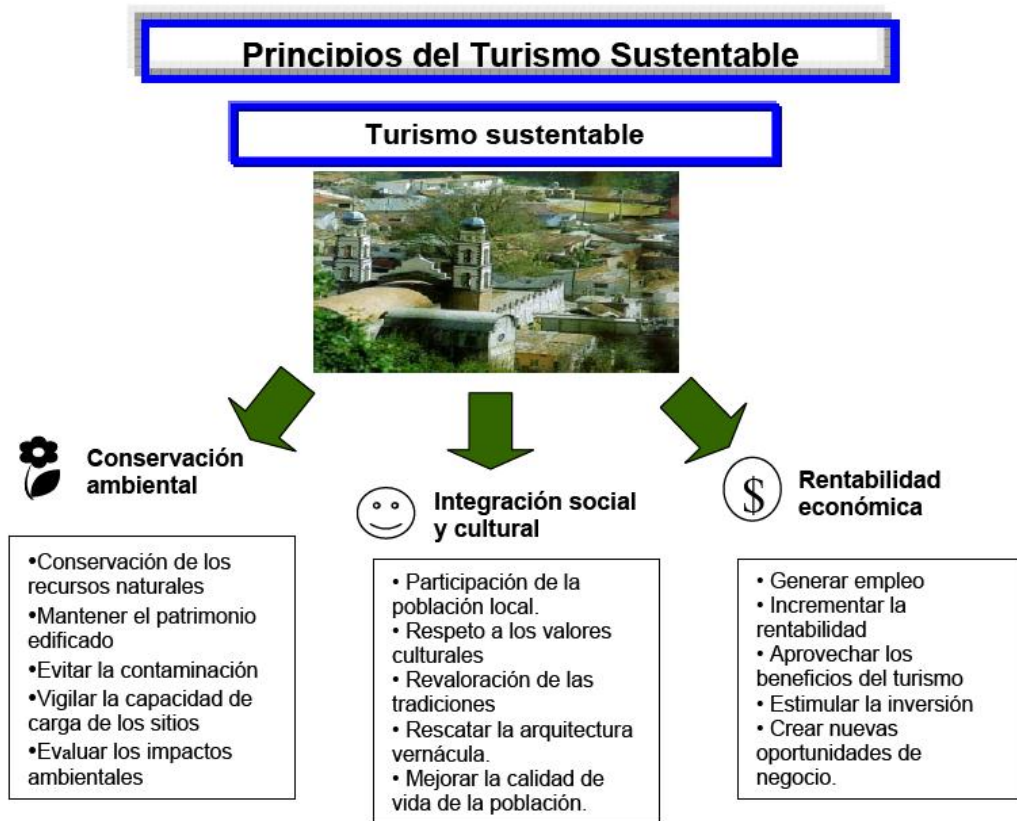 Principios del Turismo Sustentable
Turismo sustentable
Conservación
ambiental
•Conservación de los
recursos naturales
•Mantener el patrimonio
edificado
•Evitar la contaminación
•Vigilar la capacidad de
carga de los sitios
•Evaluar los impactos
ambientales
Integración social
y cultural
• Participación de la
población local.
• Respeto a los valores
culturales
• Revaloración de las
tradiciones
• Rescatar la arquitectura
vernácula.
• Mejorar la calidad de
vida de la población.
$
Rentabilidad
económica
• Generar empleo
• Incrementar la
rentabilidad
• Aprovechar los
beneficios del turismo
• Estimular la inversión
• Crear nuevas
oportunidades de
negocio.